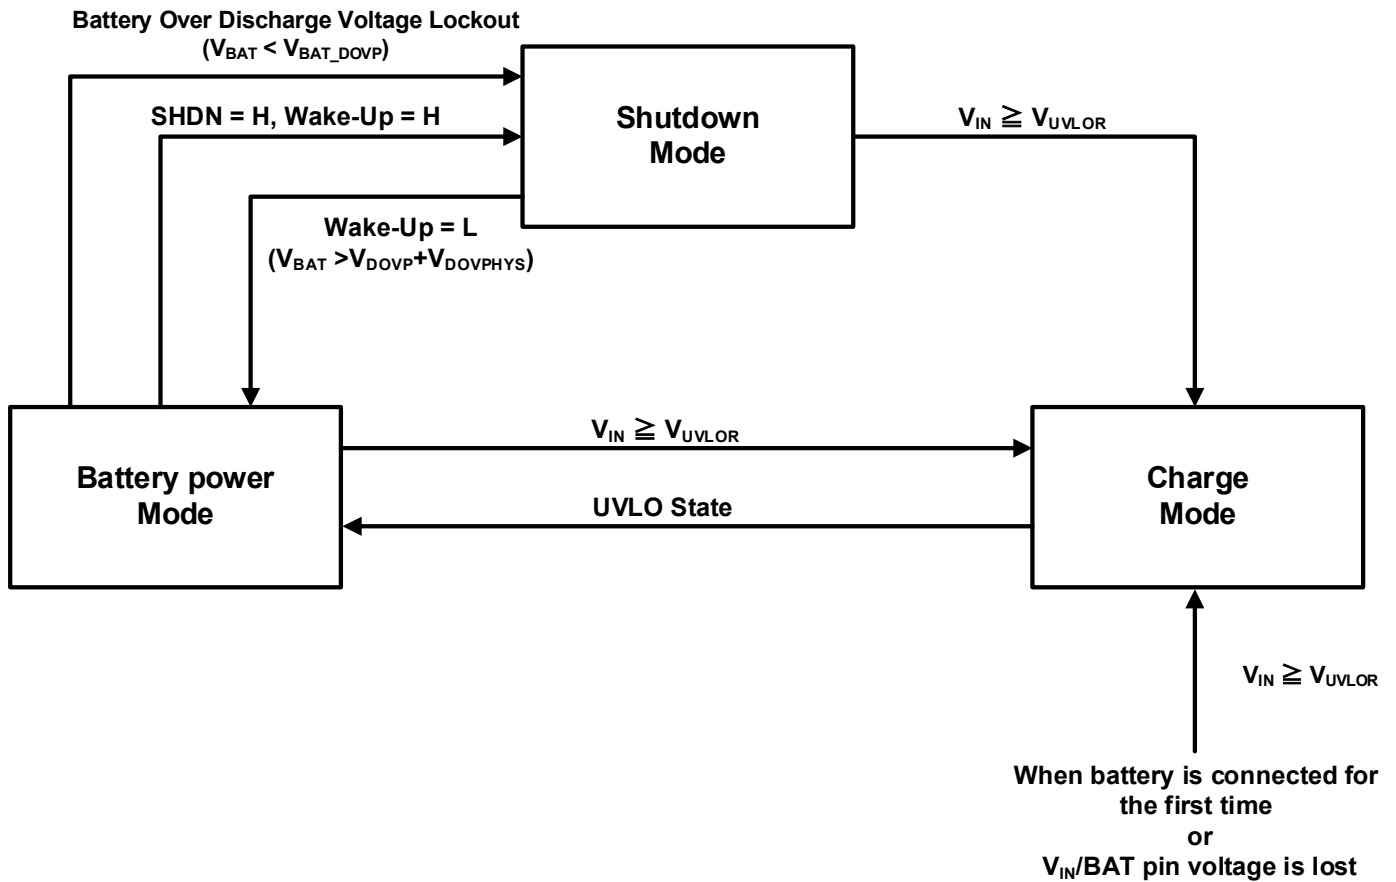 Battery Over Discharge Voltage Lockout
(VBAT < VBAT_DOVP)
SHDN = H, Wake-Up = H
Shutdown
Mode
VIN ≧ VUVLOR
Wake-Up = L
(VBAT >VDOVP+VDOVPHYS)
VIN ≧ VUVLOR
Battery power
Mode
UVLO State
Charge
Mode
VIN ≧ VUVLOR
When battery is connected for
the first time
or
VIN/BAT pin voltage is lost